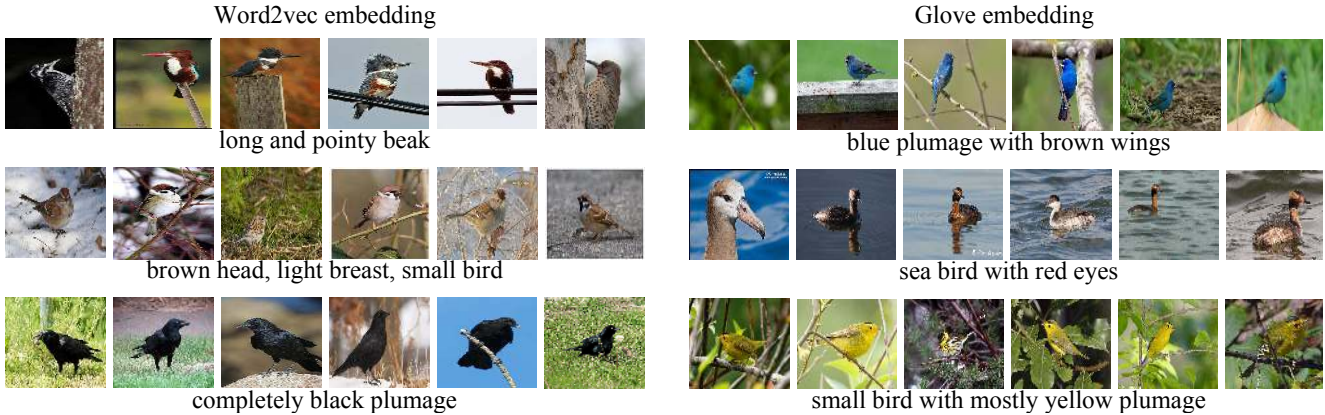 Word2vec embedding
Glove embedding
long and pointy beak
blue plumage with brown wings
brown head, light breast, small bird
sea bird with red eyes
completely black plumage
small bird with mostly yellow plumage